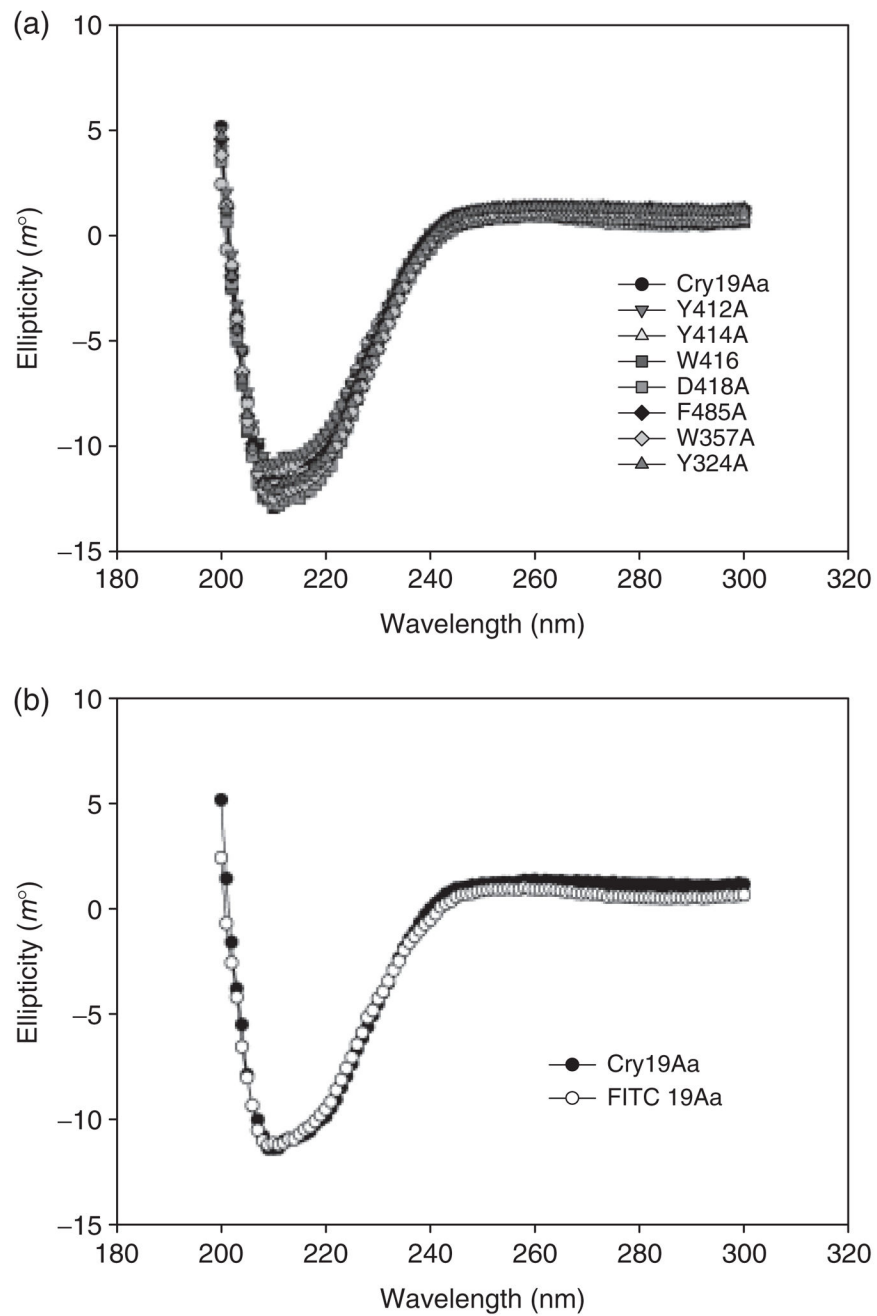 (a)
10
5
0
−5
−10
−15
Ellipticity (m°)
180 200 220 240 260 280 300 320
Wavelength (nm)
Cry19Aa
Y412A
Y414A
W416
D418A
F485A
W357A
Y324A
(b)
10
5
0
−5
−10
−15
Ellipticity (m°)
180 200 220 240 260 280 300 320
Wavelength (nm)
Cry19Aa
FITC 19Aa